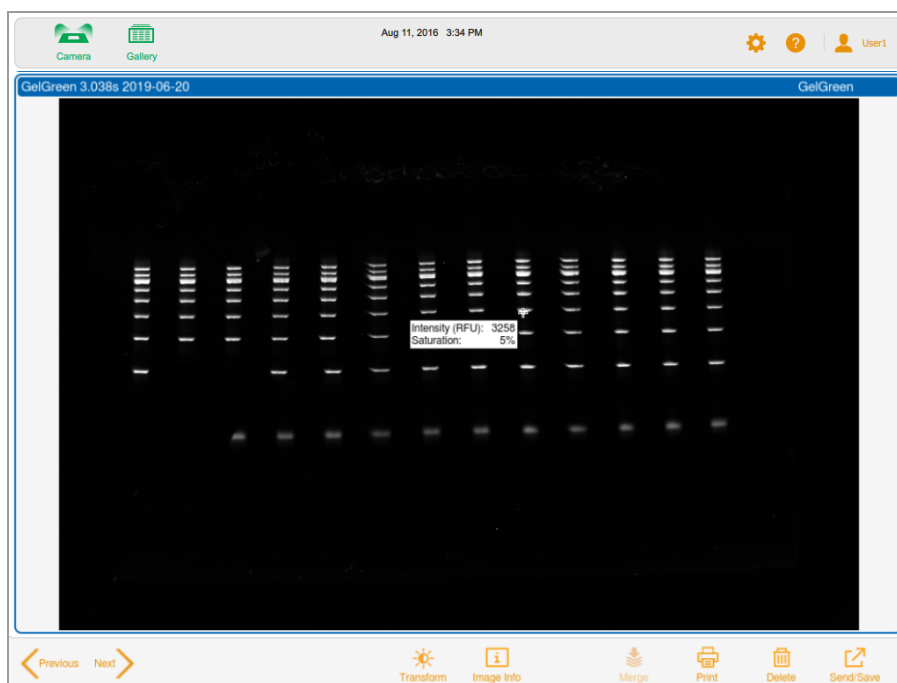 Aug 11, 2016 3:34 PM
Camera
Gallery
?
User1
GelGreen 3.038s 2019-06-20
GelGreen
Intensity (RFU): 3258
Saturation: 5%
Previous
Next
Transform
Image Info
Merge
Print
Delete
Send/Save